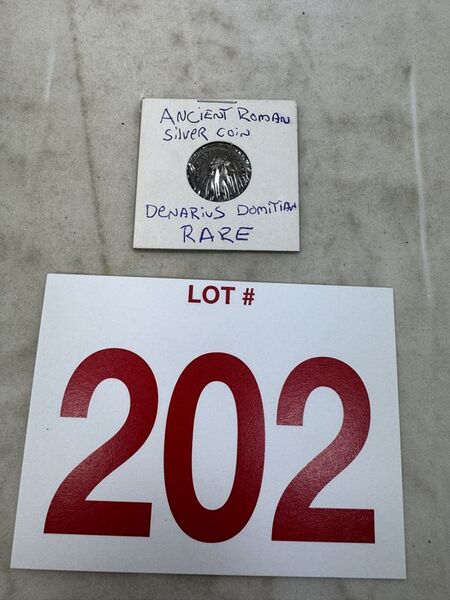 ANCIENT ROMAN
SilVER COIN
DENARIUS DOMITIAN
RARE
LOT #
202